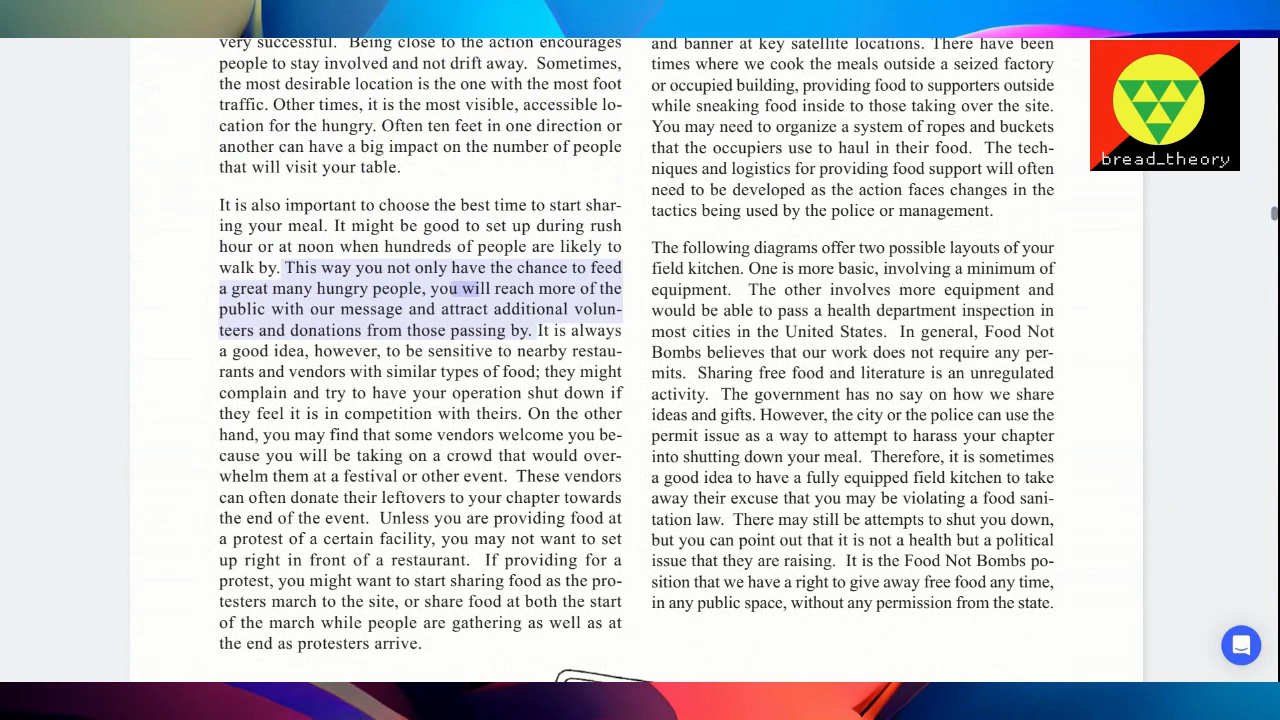 very successful. Being close to the action encourages
people to stay involved and not drift away. Sometimes,
the most desirable location is the one with the most foot
traffic. Other times, it is the most visible, accessible lo-
cation for the hungry. Often ten feet in one direction or
another can have a big impact on the number of people
that will visit your table.
It is also important to choose the best time to start shar-
ing your meal. It might be good to set up during rush
hour or at noon when hundreds of people are likely to
walk by. This way you not only have the chance to feed
a great many hungry people, you will reach more of the
public with our message and attract additional volun-
teers and donations from those passing by. It is always
a good idea, however, to be sensitive to nearby restau-
rants and vendors with similar types of food; they might
complain and try to have your operation shut down if
they feel it is in competition with theirs. On the other
hand, you may find that some vendors welcome you be-
cause you will be taking on a crowd that would over-
whelm them at a festival or other event. These vendors
can often donate their leftovers to your chapter towards
the end of the event. Unless you are providing food at
a protest of a certain facility, you may not want to set
up right in front of a restaurant. If providing for a
protest, you might want to start sharing food as the pro-
testers march to the site, or share food at both the start
of the march while people are gathering as well as at
the end as protesters arrive.
and banner at key satellite locations. There have been
times where we cook the meals outside a seized factory
or occupied building, providing food to supporters outside
while sneaking food inside to those taking over the site.
You may need to organize a system of ropes and buckets
that the occupiers use to haul in their food. The tech-
niques and logistics for providing food support will often
need to be developed as the action faces changes in the
tactics being used by the police or management.
The following diagrams offer two possible layouts of your
field kitchen. One is more basic, involving a minimum of
equipment. The other involves more equipment and
would be able to pass a health department inspection in
most cities in the United States. In general, Food Not
Bombs believes that our work does not require any per-
mits. Sharing free food and literature is an unregulated
activity. The government has no say on how we share
ideas and gifts. However, the city or the police can use the
permit issue as a way to attempt to harass your chapter
into shutting down your meal. Therefore, it is sometimes
a good idea to have a fully equipped field kitchen to take
away their excuse that you may be violating a food sani-
tation law. There may still be attempts to shut you down,
but you can point out that it is not a health but a political
issue that they are raising. It is the Food Not Bombs po-
sition that we have a right to give away free food any time,
in any public space, without any permission from the state.
bread_theory